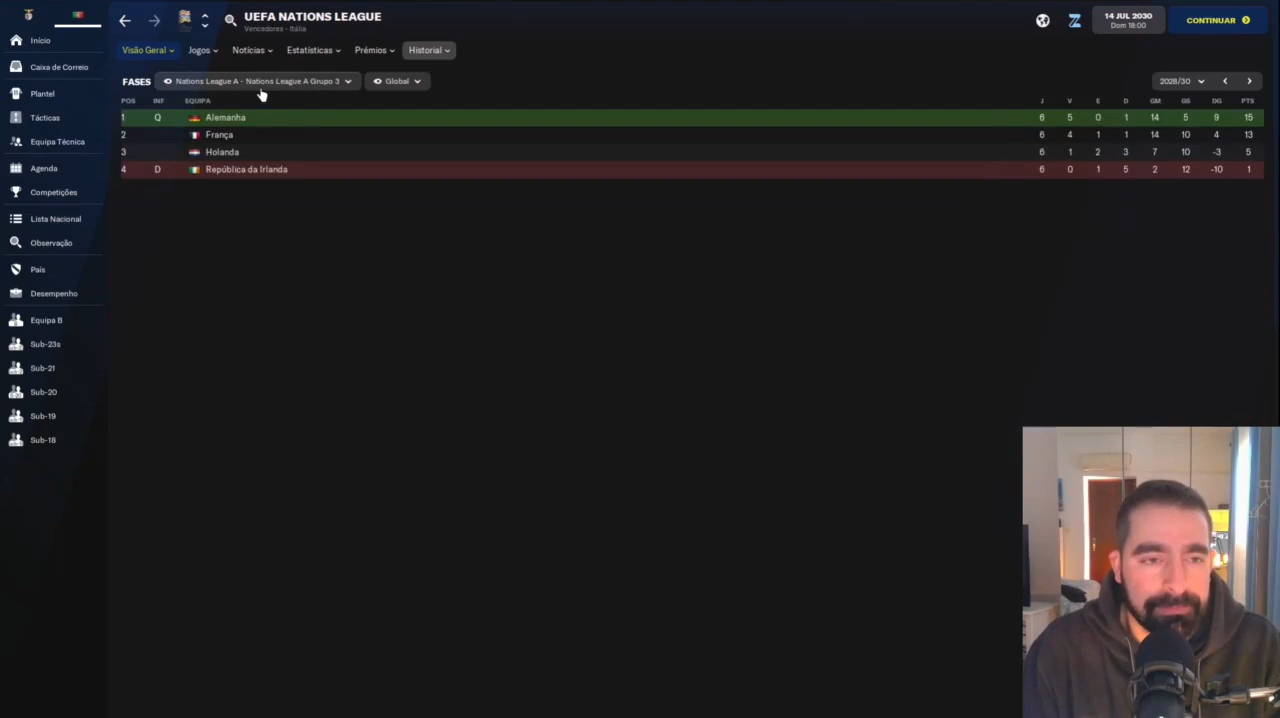 UEFA NATIONS LEAGUE
Vencedores - Itália
14 JUL 2030
Dom 18:00
CONTINUAR
Visão Geral
Jogos
Notícias
Estatísticas
Prémios
Historial
FASES
Nations League A - Nations League A Grupo 3
Global
2028/30
POS INF EQUIPA J V E D GM GS DG PTS
1 Q Alemanha 6 5 0 1 14 5 9 15
2 França 6 4 1 1 14 10 4 13
3 Holanda 6 1 2 3 7 10 -3 5
4 D República da Irlanda 6 0 1 5 2 12 -10 1
Início
Caixa de Correio
Plantel
Tácticas
Equipa Técnica
Agenda
Competições
Lista Nacional
Observação
País
Desempenho
Equipa B
Sub-23s
Sub-21
Sub-20
Sub-19
Sub-18